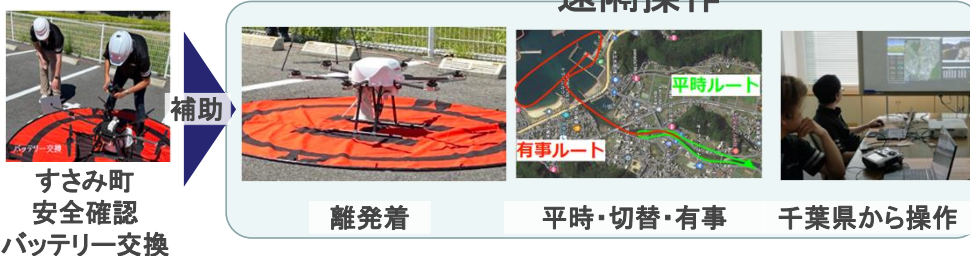 遠隔操作
バッテリー交換
補助
平時ルート
有事ルート
すさみ町
安全確認
バッテリー交換
離発着
平時・切替・有事
千葉県から操作